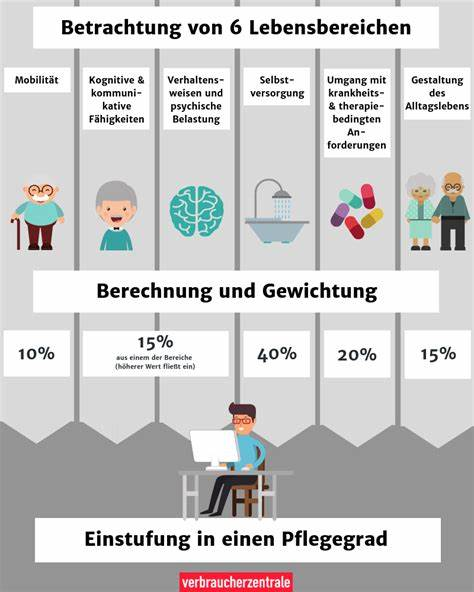 Betrachtung von 6 Lebensbereichen
Mobilität
Kognitive &
kommuni-
kative
Fähigkeiten
Verhaltens-
weisen und
psychische
Belastung
Selbst-
versorgung
Umgang mit
krankheits-
& therapie-
bedingten
An-
forderungen
Gestaltung
des
Alltagslebens
Berechnung und Gewichtung
10%
15%
aus einem der Bereiche
(höherer Wert fließt ein)
40%
20%
15%
Einstufung in einen Pflegegrad
verbraucherzentrale